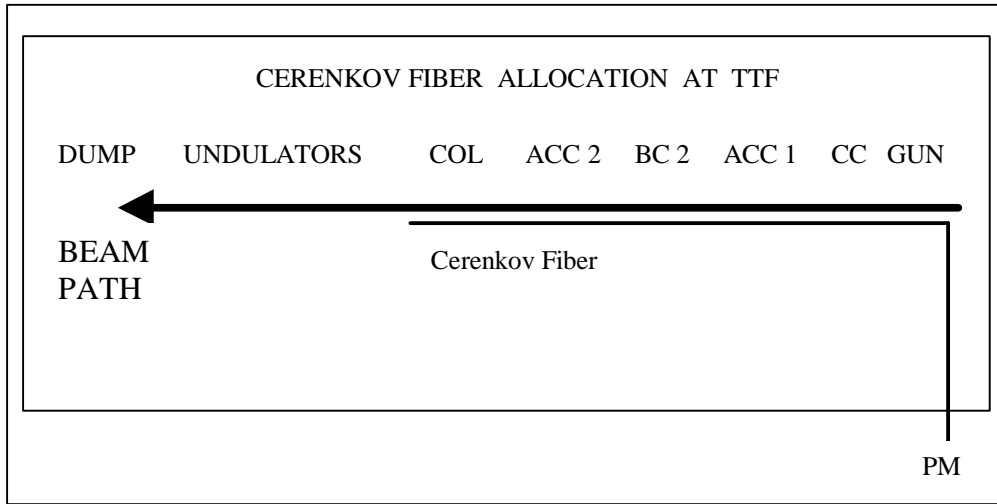 CERENKOV FIBER ALLOCATION AT TTF
DUMP UNDULATORS COL ACC 2 BC 2 ACC 1 CC GUN
BEAM
PATH
Cerenkov Fiber
PM